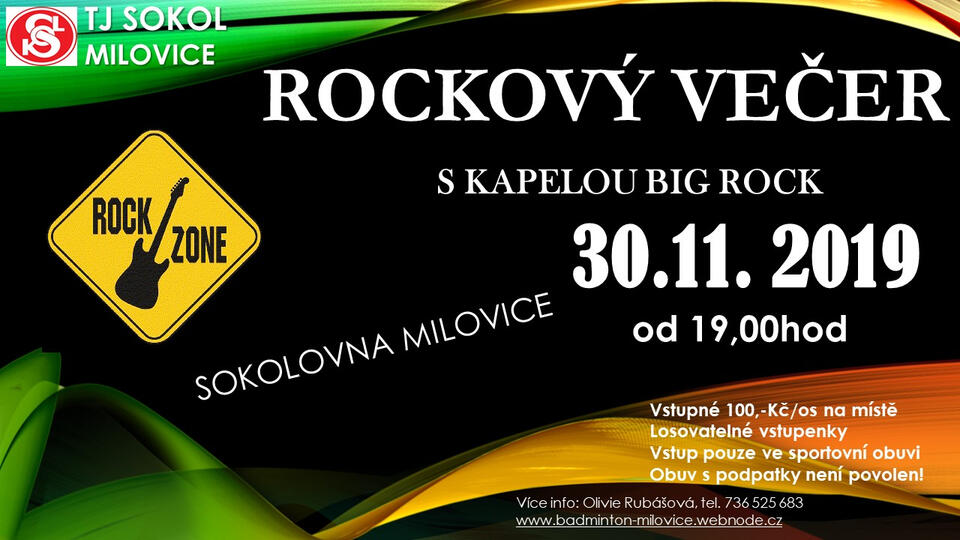 TJ SOKOL
MILOVICE
ROCKOVÝ VEČER
S KAPELOU BIG ROCK
ROCK
ZONE
30.11. 2019
od 19,00hod
SOKOLOVNA MILOVICE
Vstupné 100,-Kč/os na místě
Losovatelné vstupenky
Vstup pouze ve sportovní obuvi
Obuv s podpatky není povolen!
Více info: Olivie Rubášová, tel. 736 525 683
www.badminton-milovice.webnode.cz